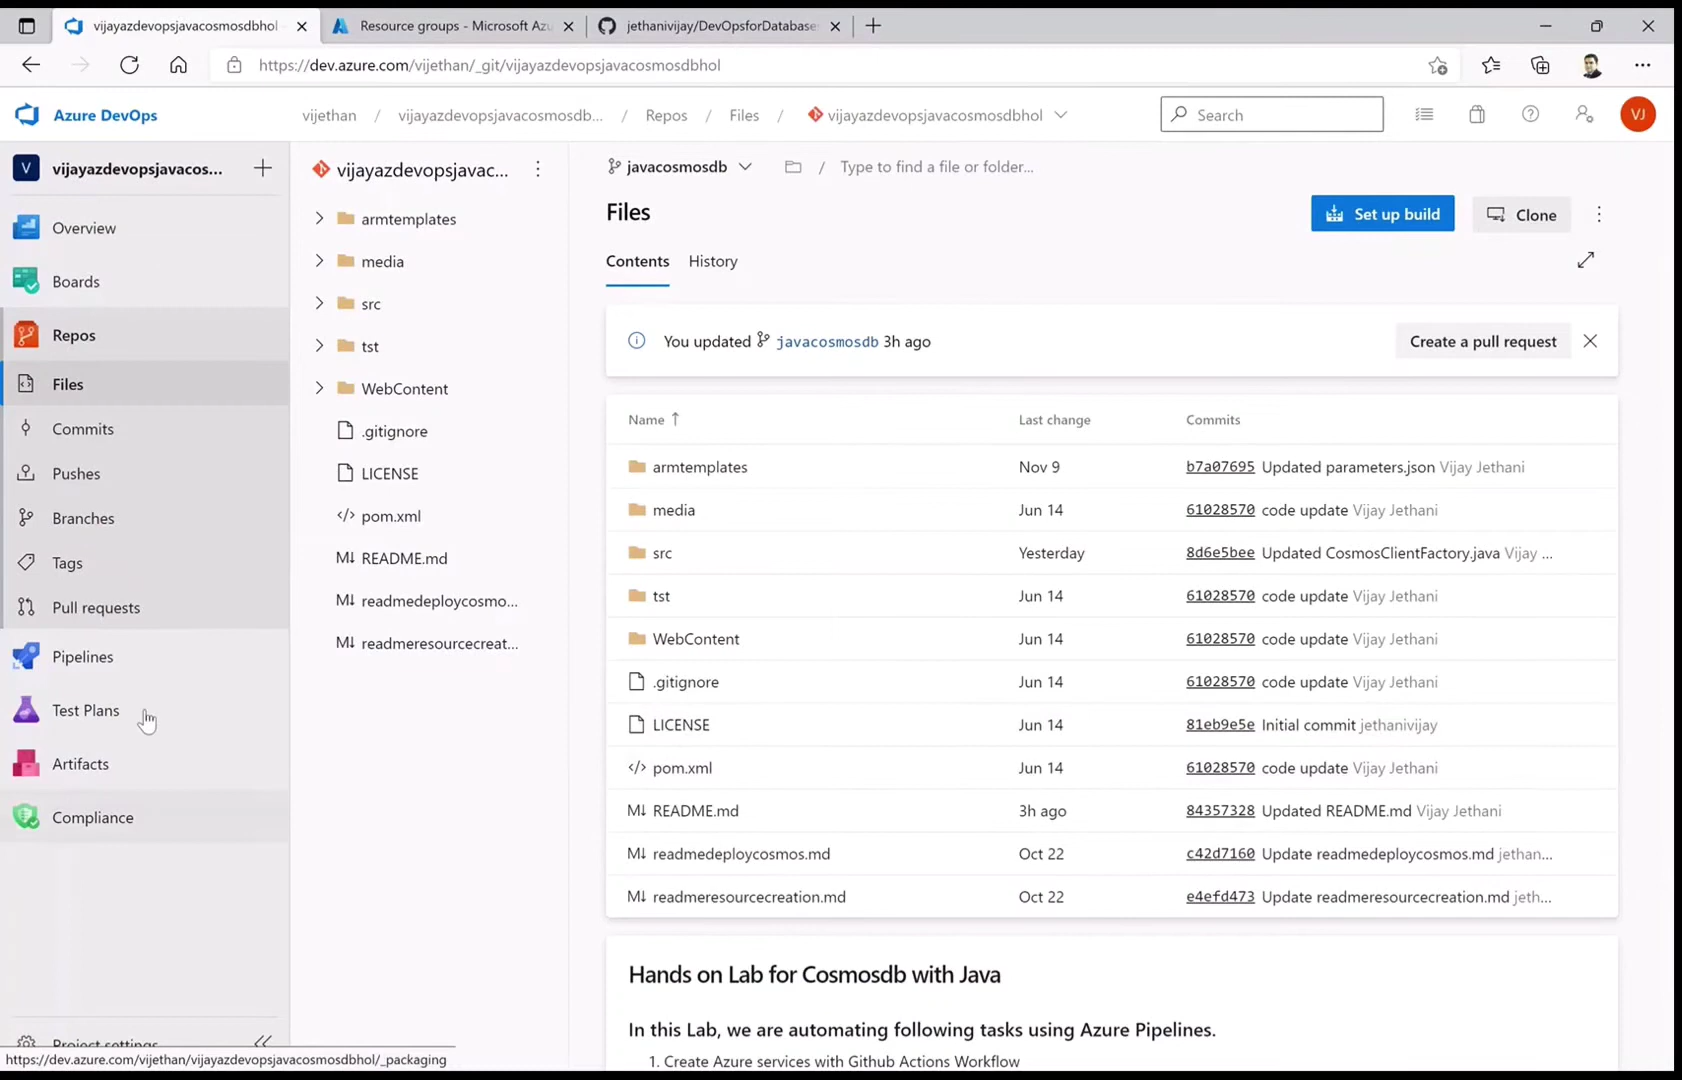 vijayazdevopsjavacosmosdbhol
Resource groups - Microsoft Azu
jethanivijay/DevOpsforDatabase
https://dev.azure.com/vijethan/_git/vijayazdevopsjavacosmosdbhol
Azure DevOps
vijethan / vijayazdevopsjavacosmosdb... / Repos / Files / vijayazdevopsjavacosmosdbhol
Search
VJ
V
vijayazdevopsjavacos...
Overview
Boards
Repos
Files
Commits
Pushes
Branches
Tags
Pull requests
Pipelines
Test Plans
Artifacts
Compliance
Project settings
https://dev.azure.com/vijethan/vijayazdevopsjavacosmosdbhol/_packaging
vijayazdevopsjavac...
armtemplates
media
src
tst
WebContent
.gitignore
LICENSE
pom.xml
README.md
readmedeploycosmo...
readmeresourcecreat...
javacosmosdb / Type to find a file or folder...
Files
Set up build
Clone
Contents
History
You updated javacosmosdb 3h ago
Create a pull request
Name Last change Commits
armtemplates Nov 9 b7a07695 Updated parameters.json Vijay Jethani
media Jun 14 61028570 code update Vijay Jethani
src Yesterday 8d6e5bee Updated CosmosClientFactory.java Vijay ...
tst Jun 14 61028570 code update Vijay Jethani
WebContent Jun 14 61028570 code update Vijay Jethani
.gitignore Jun 14 61028570 code update Vijay Jethani
LICENSE Jun 14 81eb9e5e Initial commit jethanivijay
pom.xml Jun 14 61028570 code update Vijay Jethani
README.md 3h ago 84357328 Updated README.md Vijay Jethani
readmedeploycosmos.md Oct 22 c42d7160 Update readmedeploycosmos.md jethan...
readmeresourcecreation.md Oct 22 e4efd473 Update readmeresourcecreation.md jeth...
Hands on Lab for Cosmosdb with Java
In this Lab, we are automating following tasks using Azure Pipelines.
1. Create Azure services with Github Actions Workflow